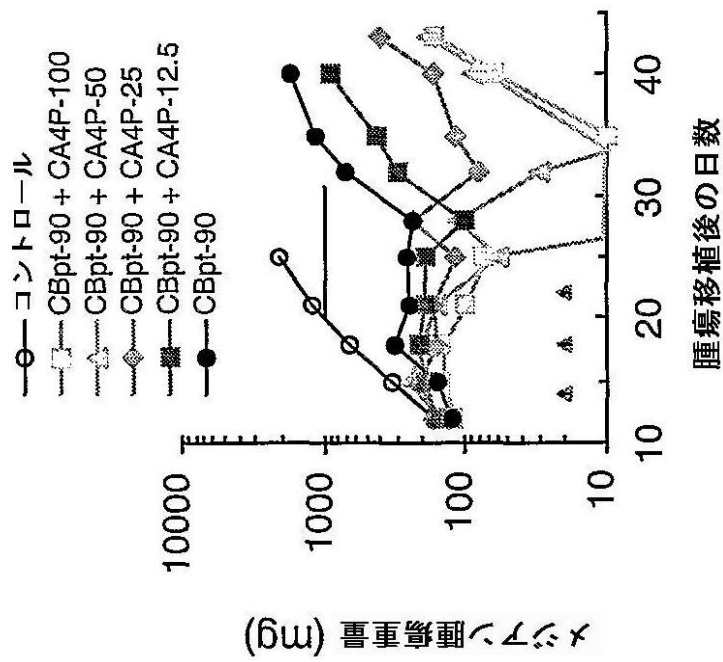 コントロール
CBpt-90 + CA4P-100
CBpt-90 + CA4P-50
CBpt-90 + CA4P-25
CBpt-90 + CA4P-12.5
CBpt-90
10000
1000
100
10
メジアン腫瘍重量 (mg)
10
20
30
40
腫瘍移植後の日数